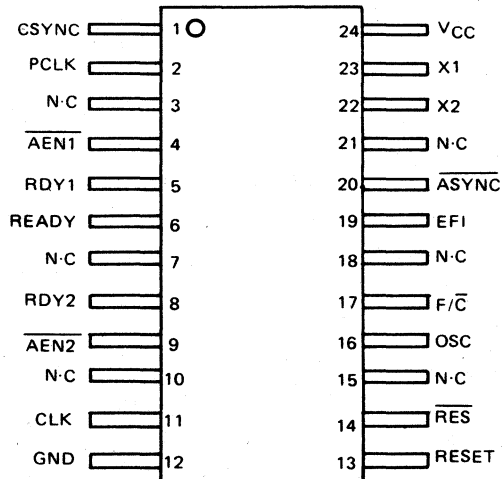 CSYNC 1 24 VCC
PCLK 2 23 X1
N·C 3 22 X2
AEN1 4 21 N·C
RDY1 5 20 ASYNC
READY 6 19 EFI
N·C 7 18 N·C
RDY2 8 17 F/C
AEN2 9 16 OSC
N·C 10 15 N·C
CLK 11 14 RES
GND 12 13 RESET